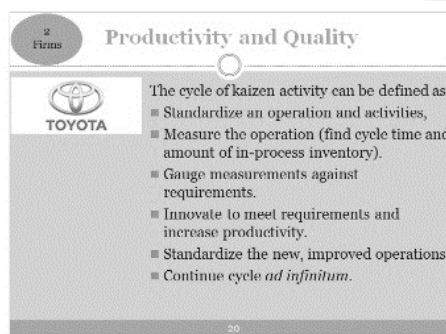 2
Firms
Productivity and Quality
TOYOTA
The cycle of kaizen activity can be defined as
Standardize an operation and activities,
Measure the operation (find cycle time and
amount of in-process inventory).
Gauge measurements against
requirements.
Innovate to meet requirements and
increase productivity.
Standardize the new, improved operations
Continue cycle ad infinitum.
20